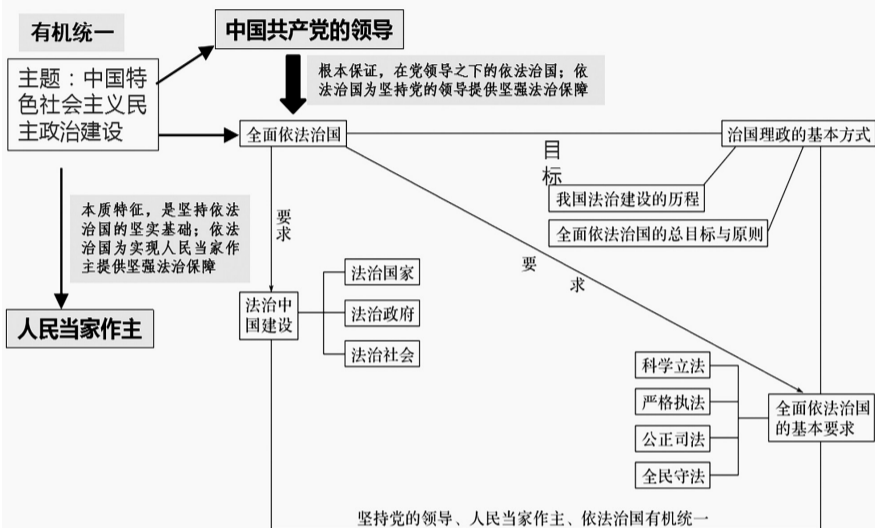 有机统一
中国共产党的领导
主题：中国特
色社会主义民
主政治建设
根本保证，在党领导之下的依法治国；依
法治国为坚持党的领导提供坚强法治保障
全面依法治国
目
标
治国理政的基本方式
我国法治建设的历程
全面依法治国的总目标与原则
本质特征，是坚持依法
治国的坚实基础；依法
治国为实现人民当家作
主提供坚强法治保障
要
求
要
求
人民当家作主
法治中
国建设
法治国家
法治政府
法治社会
科学立法
严格执法
公正司法
全民守法
全面依法治国
的基本要求
坚持党的领导、人民当家作主、依法治国有机统一